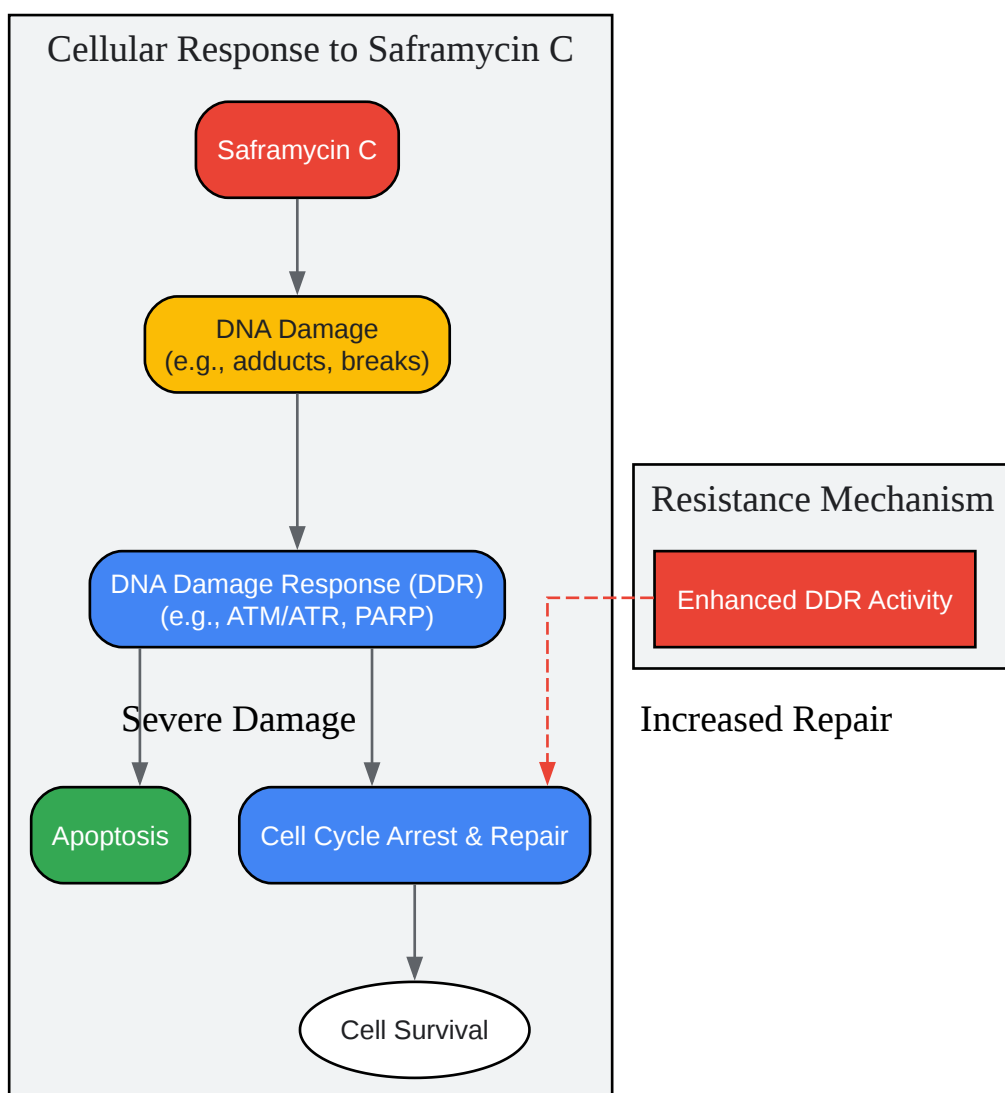 Cellular Response to Saframycin C
Saframycin C
DNA Damage
(e.g., adducts, breaks)
DNA Damage Response (DDR)
(e.g., ATM/ATR, PARP)
Resistance Mechanism
Enhanced DDR Activity
Severe Damage
Increased Repair
Apoptosis
Cell Cycle Arrest & Repair
Cell Survival